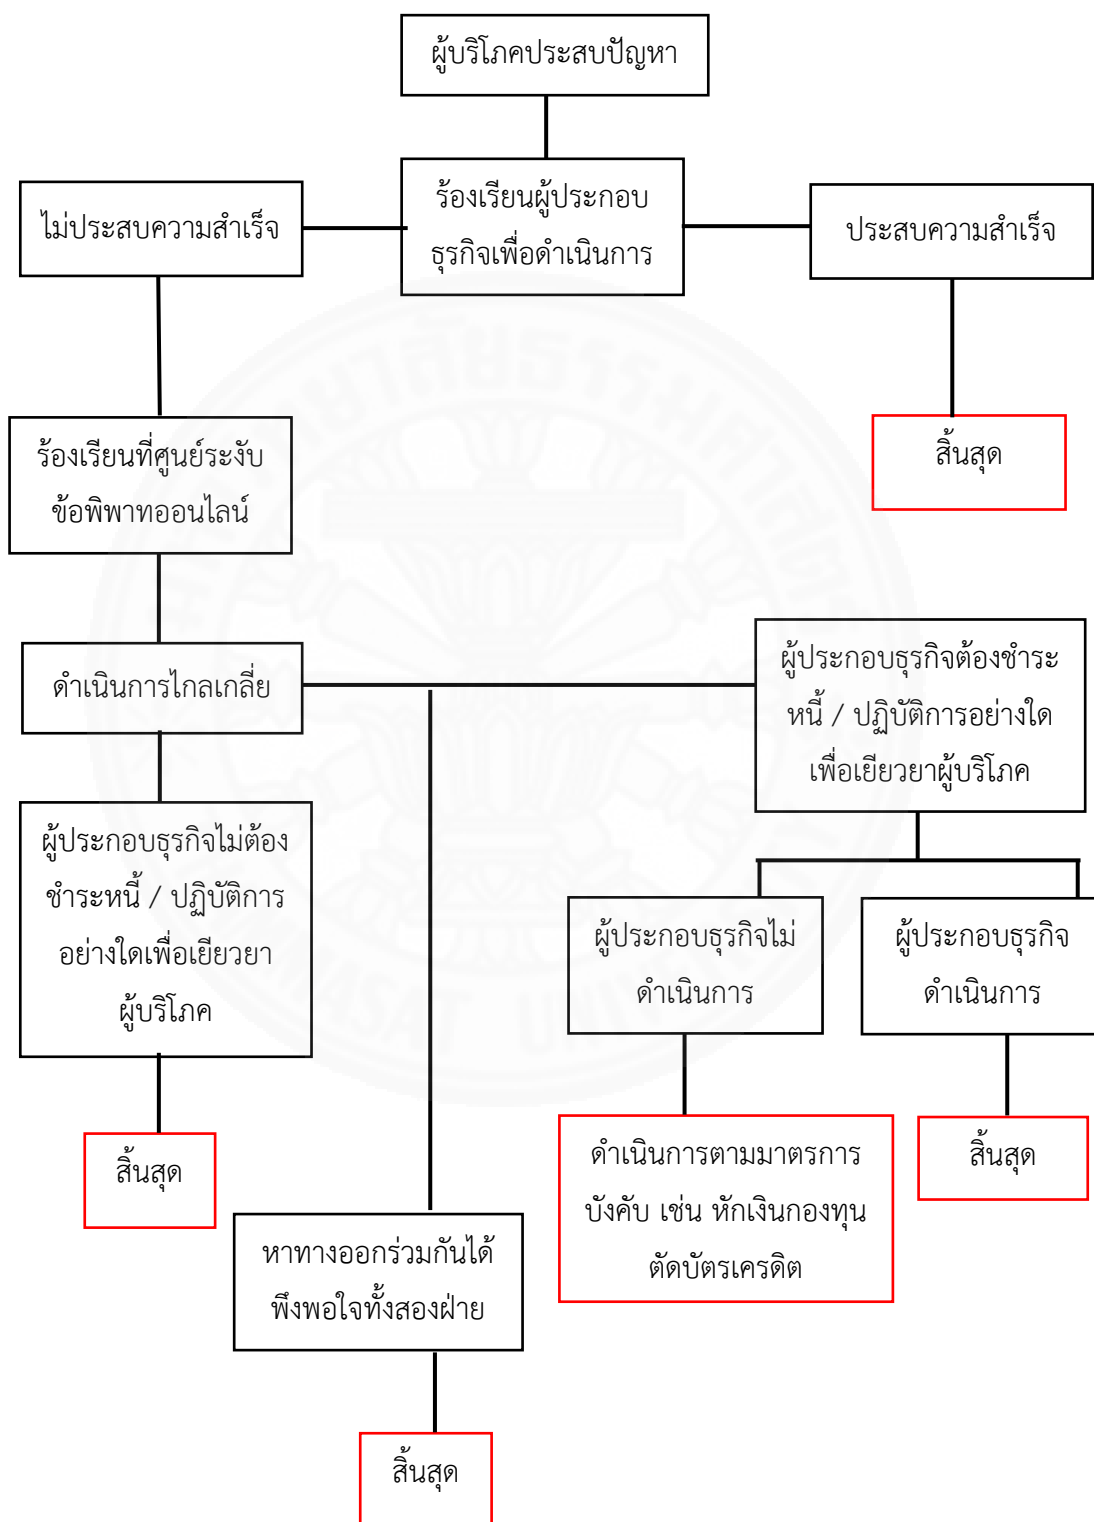 ผู้บริโภคประสบปัญหา
ร้องเรียนผู้ประกอบ
ธุรกิจเพื่อดำเนินการ
ไม่ประสบความสำเร็จ
ประสบความสำเร็จ
ร้องเรียนที่ศูนย์ระงับ
ข้อพิพาทออนไลน์
สิ้นสุด
ดำเนินการไกลเกลี่ย
ผู้ประกอบธุรกิจต้องชำระ
หนี้ / ปฏิบัติการอย่างใด
เพื่อเยียวยาผู้บริโภค
ผู้ประกอบธุรกิจไม่ต้อง
ชำระหนี้ / ปฏิบัติการ
อย่างใดเพื่อเยียวยา
ผู้บริโภค
ผู้ประกอบธุรกิจไม่
ดำเนินการ
ผู้ประกอบธุรกิจ
ดำเนินการ
สิ้นสุด
ดำเนินการตามมาตรการ
บังคับ เช่น หักเงินกองทุน
ตัดบัตรเครดิต
สิ้นสุด
หาทางออกร่วมกันได้
พึงพอใจทั้งสองฝ่าย
สิ้นสุด